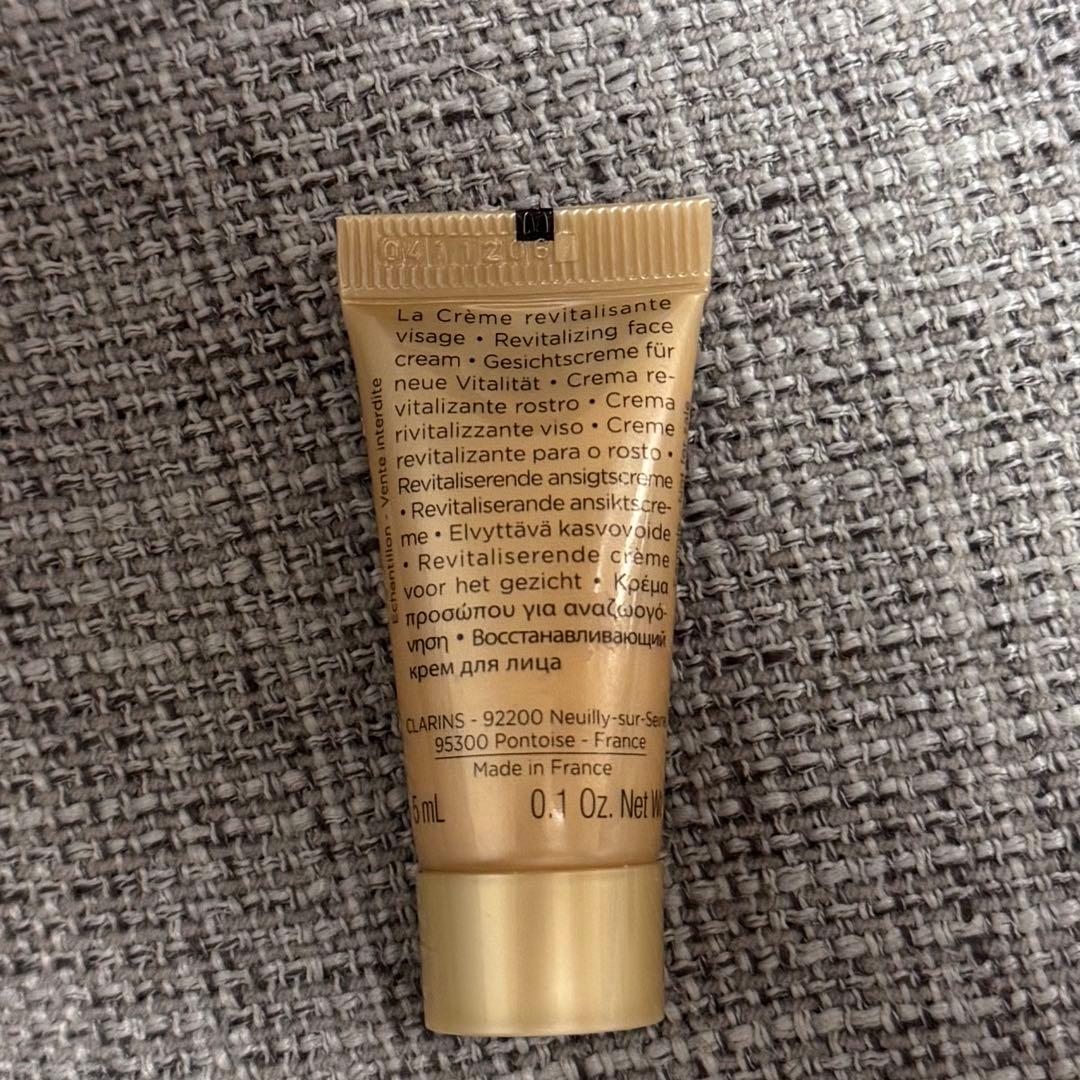 La Crème revitalisante
visage • Revitalizing face
cream • Gesichtscreme für
neue Vitalität • Crema re-
vitalizante rostro • Crema
rivitalizzante viso • Creme
revitalizante para o rosto •
Revitaliserende ansigtscreme
• Revitaliserande ansiktscre-
me • Elvyttävä kasvovoide
• Revitaliserende crème
voor het gezicht • Κρέμα
προσώπου για αναζωογό-
νηση • Восстанавливающий
крем для лица
CLARINS - 92200 Neuilly-sur-Seine
95300 Pontoise - France
Made in France
5 mL 0.1 Oz. Net
Echantillon - Vente interdite